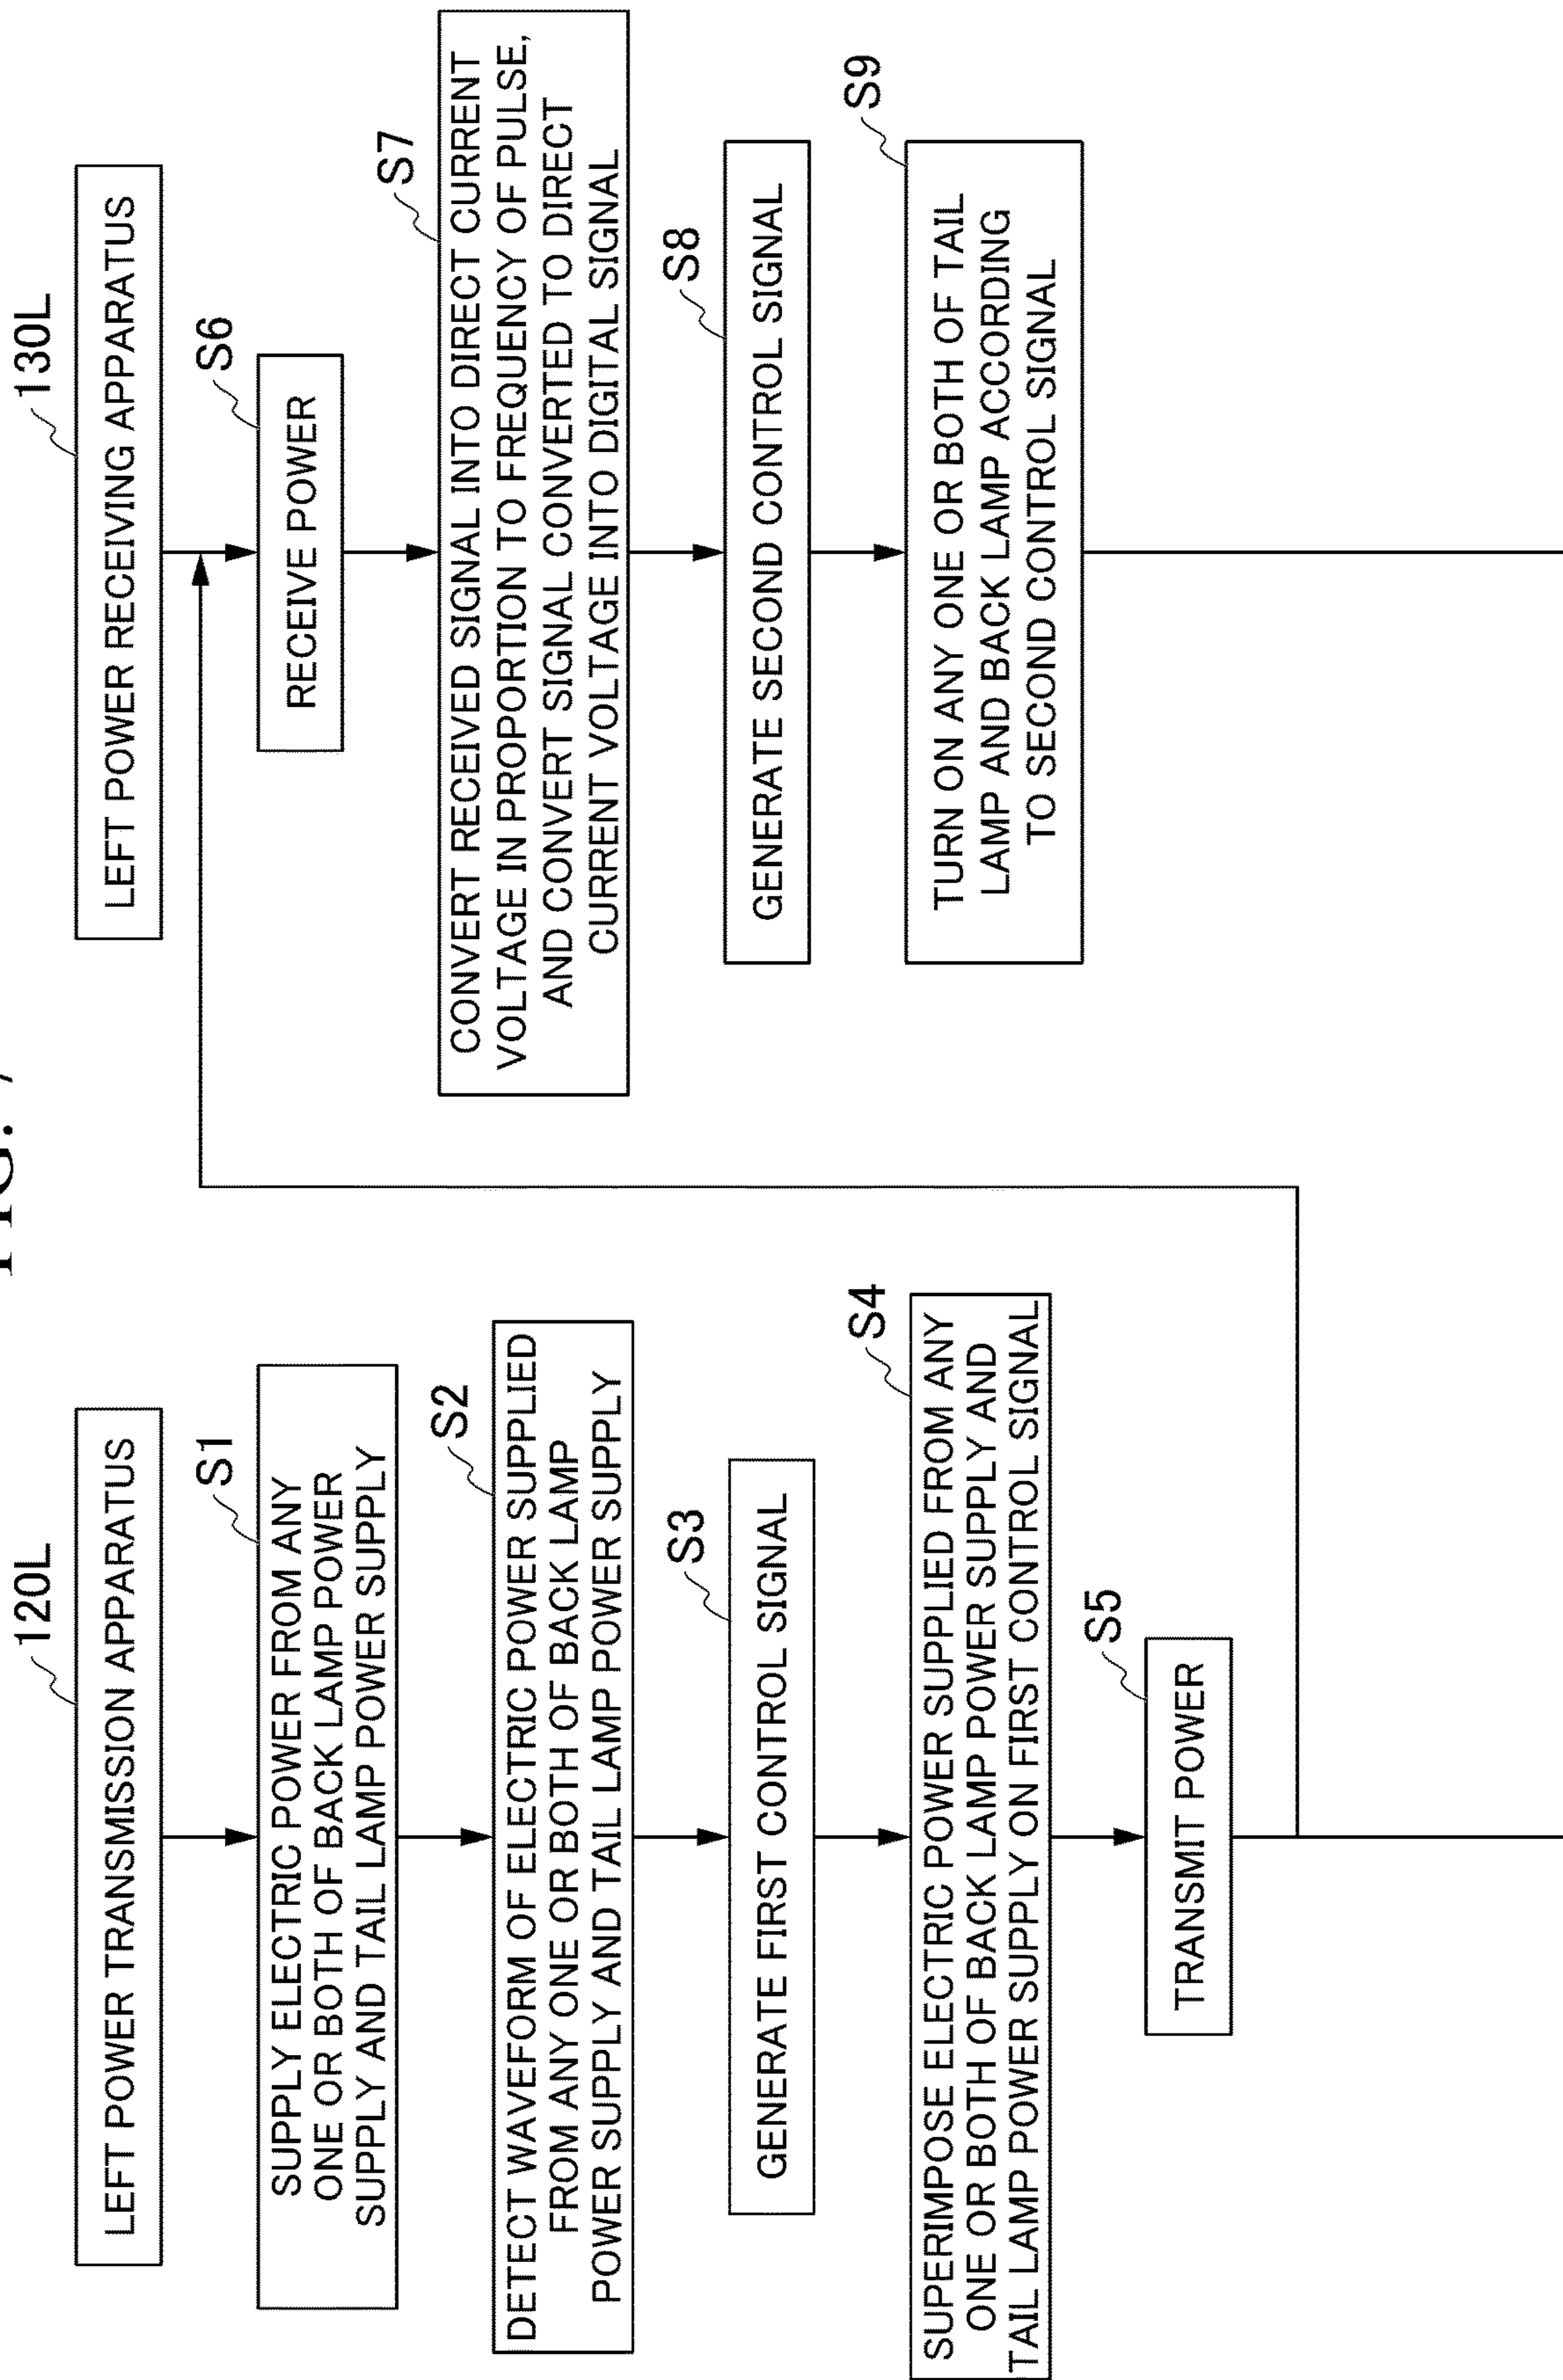 FIG. 7
120L
LEFT POWER TRANSMISSION APPARATUS
S1
SUPPLY ELECTRIC POWER FROM ANY
ONE OR BOTH OF BACK LAMP POWER
SUPPLY AND TAIL LAMP POWER SUPPLY
S2
DETECT WAVEFORM OF ELECTRIC POWER SUPPLIED
FROM ANY ONE OR BOTH OF BACK LAMP
POWER SUPPLY AND TAIL LAMP POWER SUPPLY
S3
GENERATE FIRST CONTROL SIGNAL
S4
SUPERIMPOSE ELECTRIC POWER SUPPLIED FROM ANY
ONE OR BOTH OF BACK LAMP POWER SUPPLY AND
TAIL LAMP POWER SUPPLY ON FIRST CONTROL SIGNAL
S5
TRANSMIT POWER
130L
LEFT POWER RECEIVING APPARATUS
S6
RECEIVE POWER
S7
CONVERT RECEIVED SIGNAL INTO DIRECT CURRENT
VOLTAGE IN PROPORTION TO FREQUENCY OF PULSE,
AND CONVERT SIGNAL CONVERTED TO DIRECT
CURRENT VOLTAGE INTO DIGITAL SIGNAL
S8
GENERATE SECOND CONTROL SIGNAL
S9
TURN ON ANY ONE OR BOTH OF TAIL
LAMP AND BACK LAMP ACCORDING
TO SECOND CONTROL SIGNAL